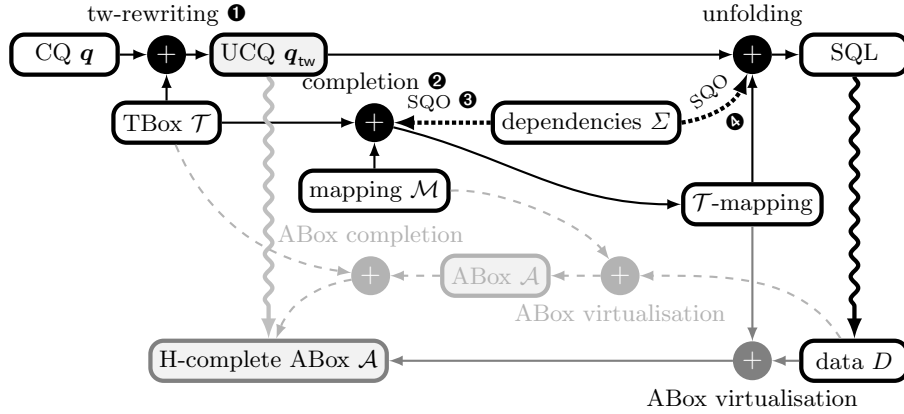 tw-rewriting ❶
unfolding
CQ q
+
UCQ q_tw
+
SQL
completion ❷
SQO ❸
SQO
❹
TBox 𝒯
+
dependencies Σ
mapping ℳ
𝒯-mapping
ABox completion
+
ABox 𝒜
+
ABox virtualisation
H-complete ABox 𝒜
+
data D
ABox virtualisation